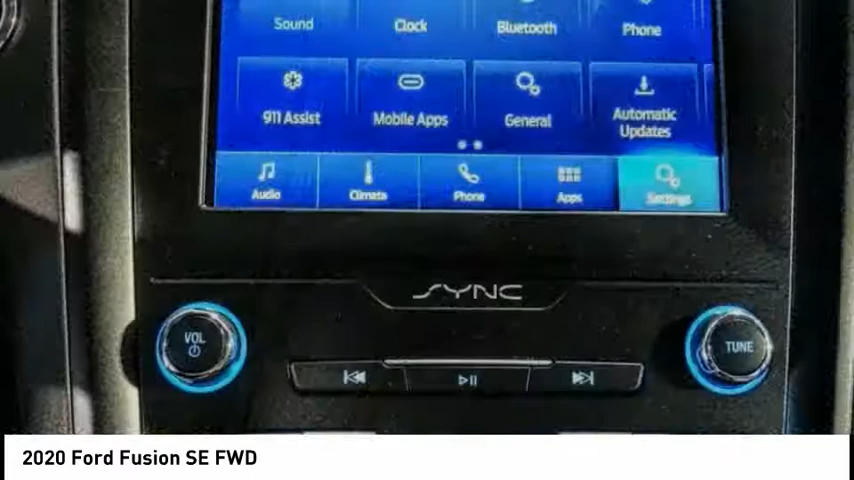 Sound Clock Bluetooth Phone
911 Assist Mobile Apps General Automatic
Updates
Audio Climate Phone Apps Settings
SYNC
VOL TUNE
2020 Ford Fusion SE FWD